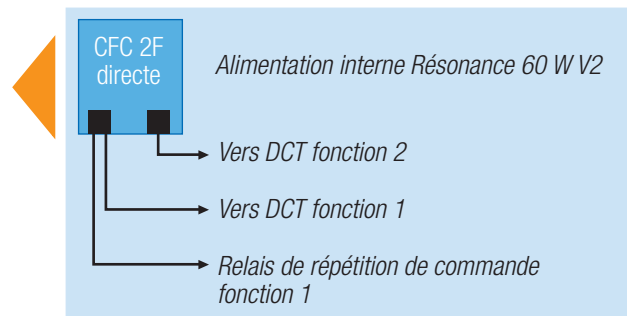 CFC 2F
directe
Alimentation interne Résonance 60 W V2
Vers DCT fonction 2
Vers DCT fonction 1
Relais de répétition de commande
fonction 1